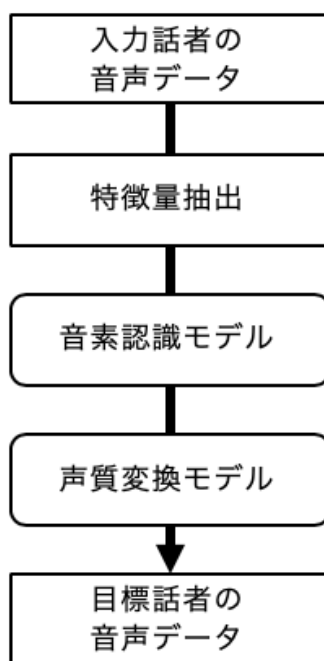 入力話者の
音声データ
特徴量抽出
音素認識モデル
声質変換モデル
目標話者の
音声データ